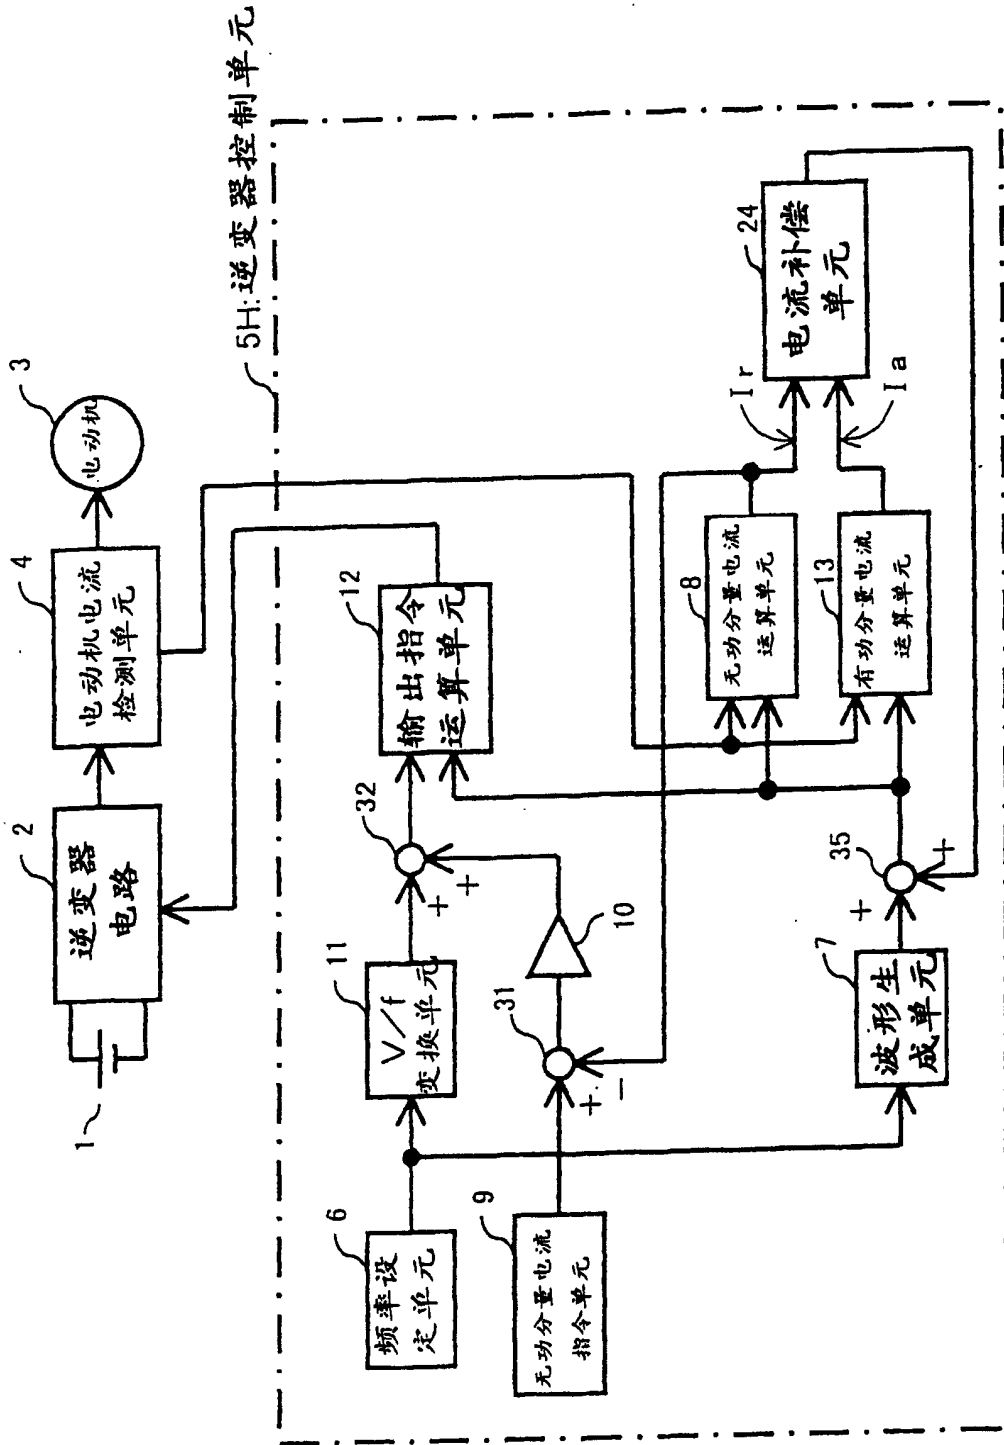 1
2
逆变器
电路
4
电动机电流
检测单元
3
电动机
5H:逆变器控制单元
6
频率设
定单元
11
V/f
变换单元
+
+
32
12
输出指令
运算单元
9
无功分量电流
指令单元
+
-
31
10
8
无功分量电流
运算单元
Ir
24
电流补偿
单元
13
有功分量电流
运算单元
Ia
7
波形生
成单元
+
+
35